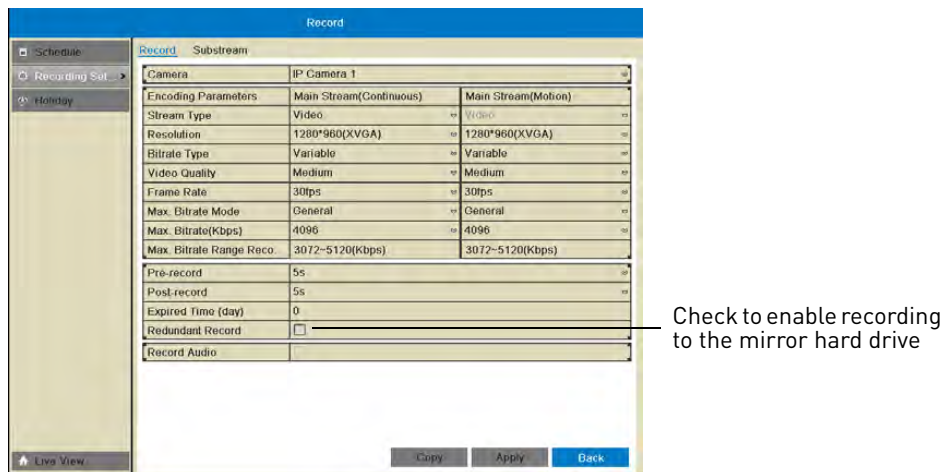 Record
Schedule
Recording Set...
Holiday
Record Substream
Camera IP Camera 1
Encoding Parameters Main Stream(Continuous) Main Stream(Motion)
Stream Type Video Video
Resolution 1280*960(XVGA) 1280*960(XVGA)
Bitrate Type Variable Variable
Video Quality Medium Medium
Frame Rate 30fps 30fps
Max. Bitrate Mode General General
Max. Bitrate(Kbps) 4096 4096
Max. Bitrate Range Reco... 3072~5120(Kbps) 3072~5120(Kbps)
Pre-record 5s
Post-record 5s
Expired Time (day) 0
Redundant Record
Record Audio
Check to enable recording
to the mirror hard drive
Live View
Copy Apply Back